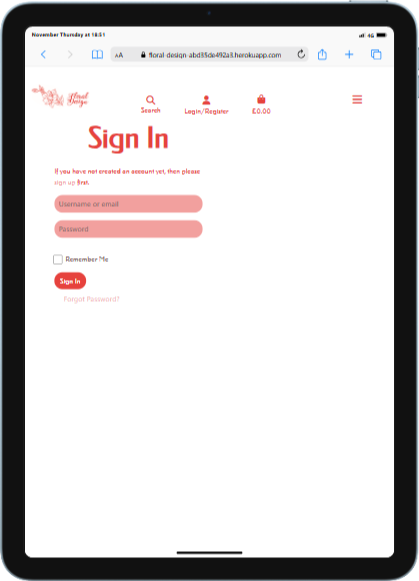 November Thursday at 18:51
4G
AA floral-design-abd35de492a3.herokuapp.com
Floral
Design
Search
Login/Register
£0.00
Sign In
If you have not created an account yet, then please
sign up first.
Username or email
Password
Remember Me
Sign In
Forgot Password?